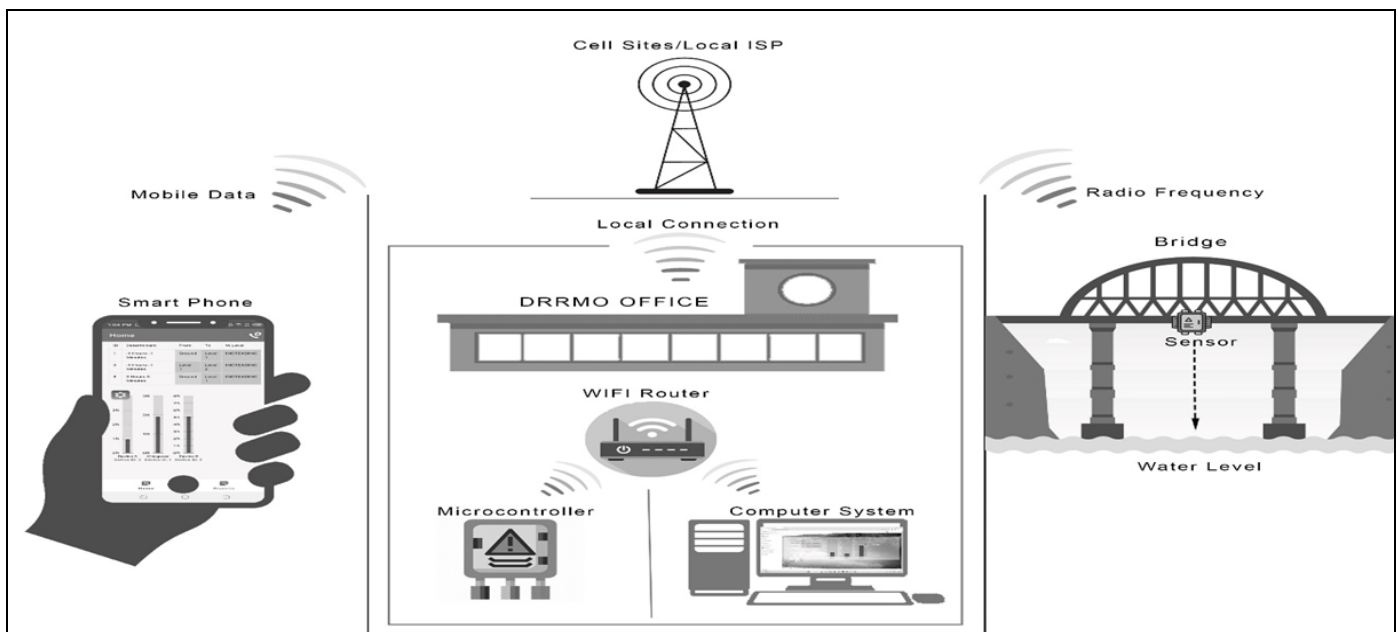 Cell Sites/Local ISP
Mobile Data
Radio Frequency
Local Connection
Bridge
DRRMO OFFICE
Smart Phone
Home
Sensor
WIFI Router
Water Level
Microcontroller
Computer System